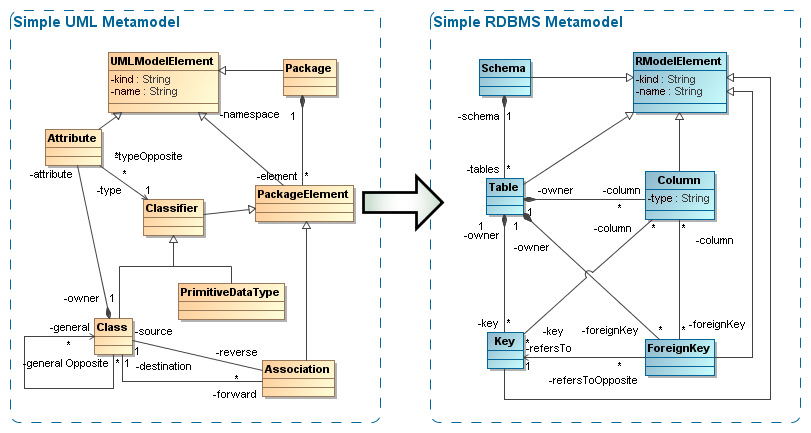 Simple UML Metamodel
UMLModelElement
-kind : String
-name : String
Package
-namespace
1
Attribute
*
-typeOpposite
-attribute
-type
1
-element
*
Classifier
PackageElement
PrimitiveDataType
-owner
1
-general
*
Class
-source
1
-general Opposite
*
1
-destination
-reverse
*
*
-forward
Association
Simple RDBMS Metamodel
Schema
1
-schema
RModelElement
-kind : String
-name : String
-tables
*
Table
-owner
1
-column
*
Column
-type : String
1
-owner
1
-owner
-column
*
*
-column
-key
*
-key
*
-foreignKey
*
*
-foreignKey
Key
-refersTo
1
*
-refersToOpposite
ForeignKey